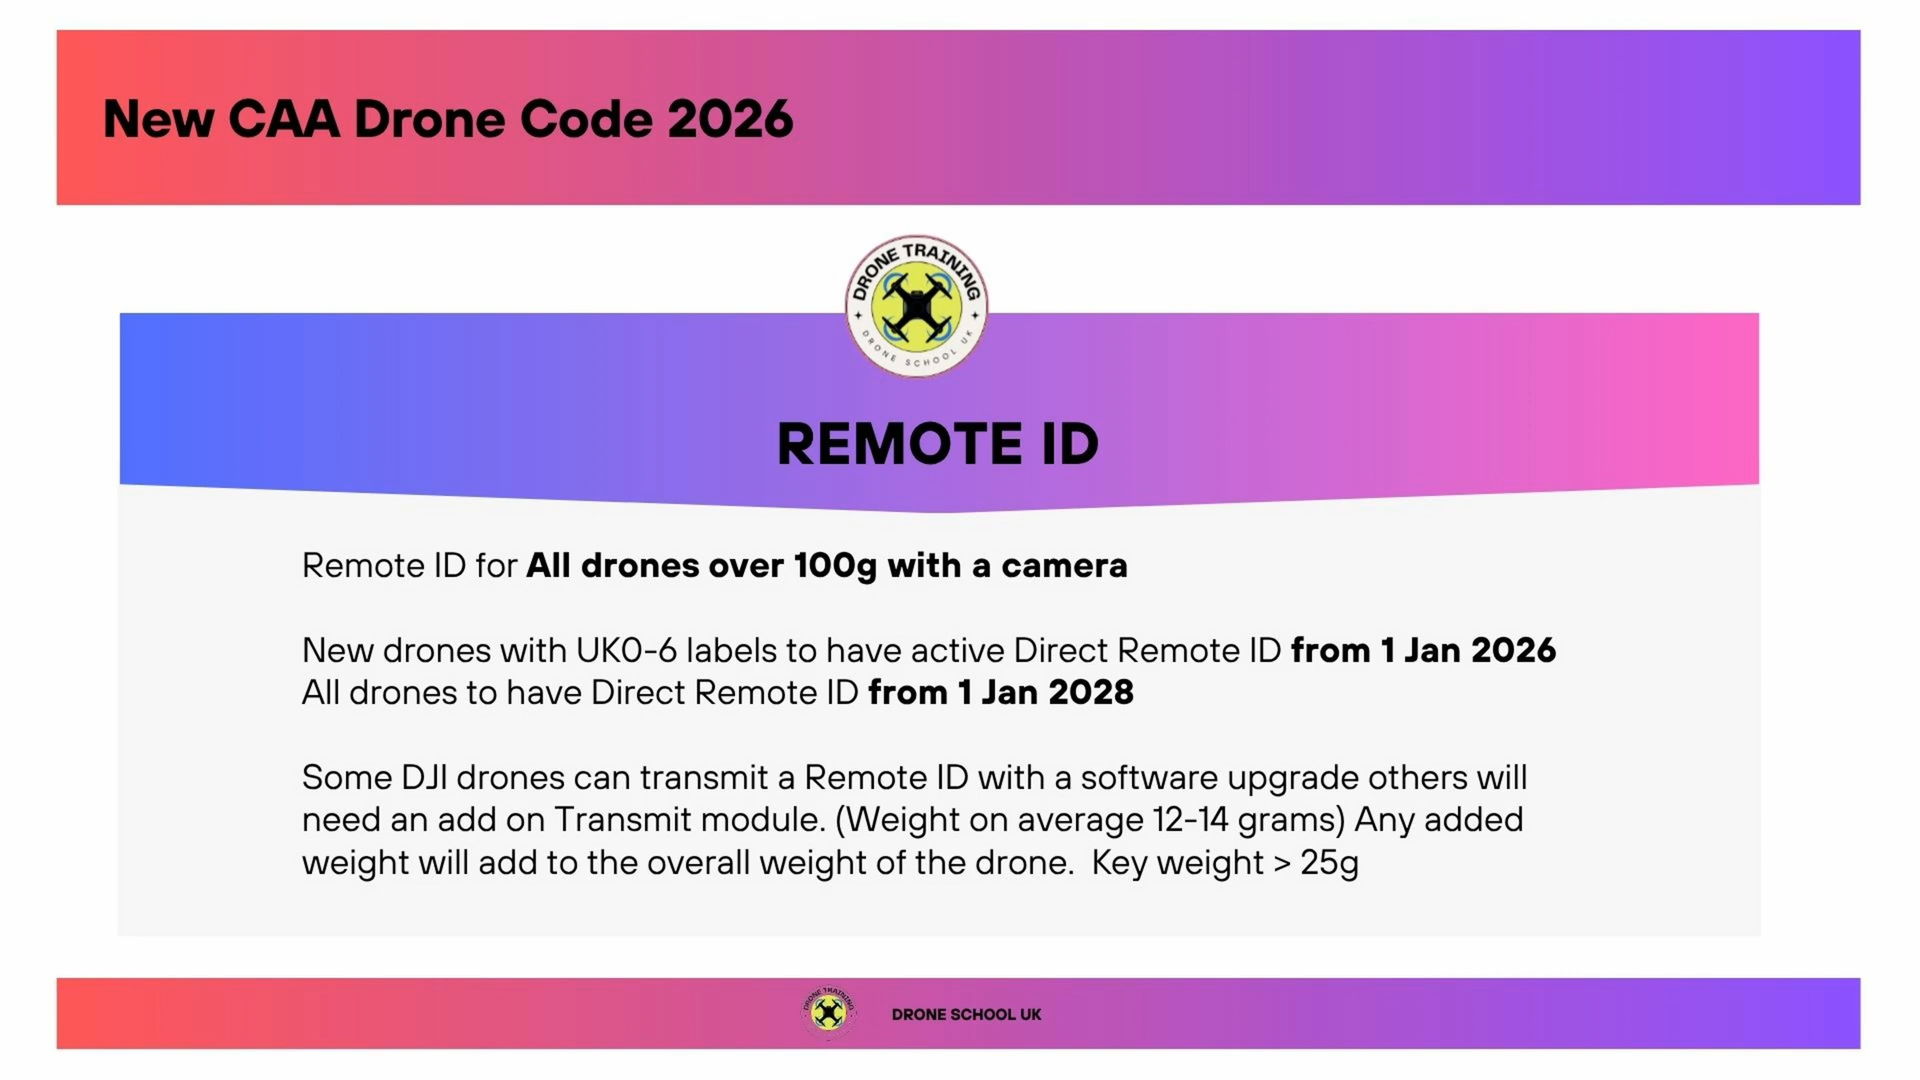 New CAA Drone Code 2026
DRONE TRAINING
DRONE SCHOOL UK
REMOTE ID
Remote ID for All drones over 100g with a camera
New drones with UK0-6 labels to have active Direct Remote ID from 1 Jan 2026
All drones to have Direct Remote ID from 1 Jan 2028
Some DJI drones can transmit a Remote ID with a software upgrade others will
need an add on Transmit module. (Weight on average 12-14 grams) Any added
weight will add to the overall weight of the drone. Key weight > 25g
DRONE TRAINING
DRONE SCHOOL UK